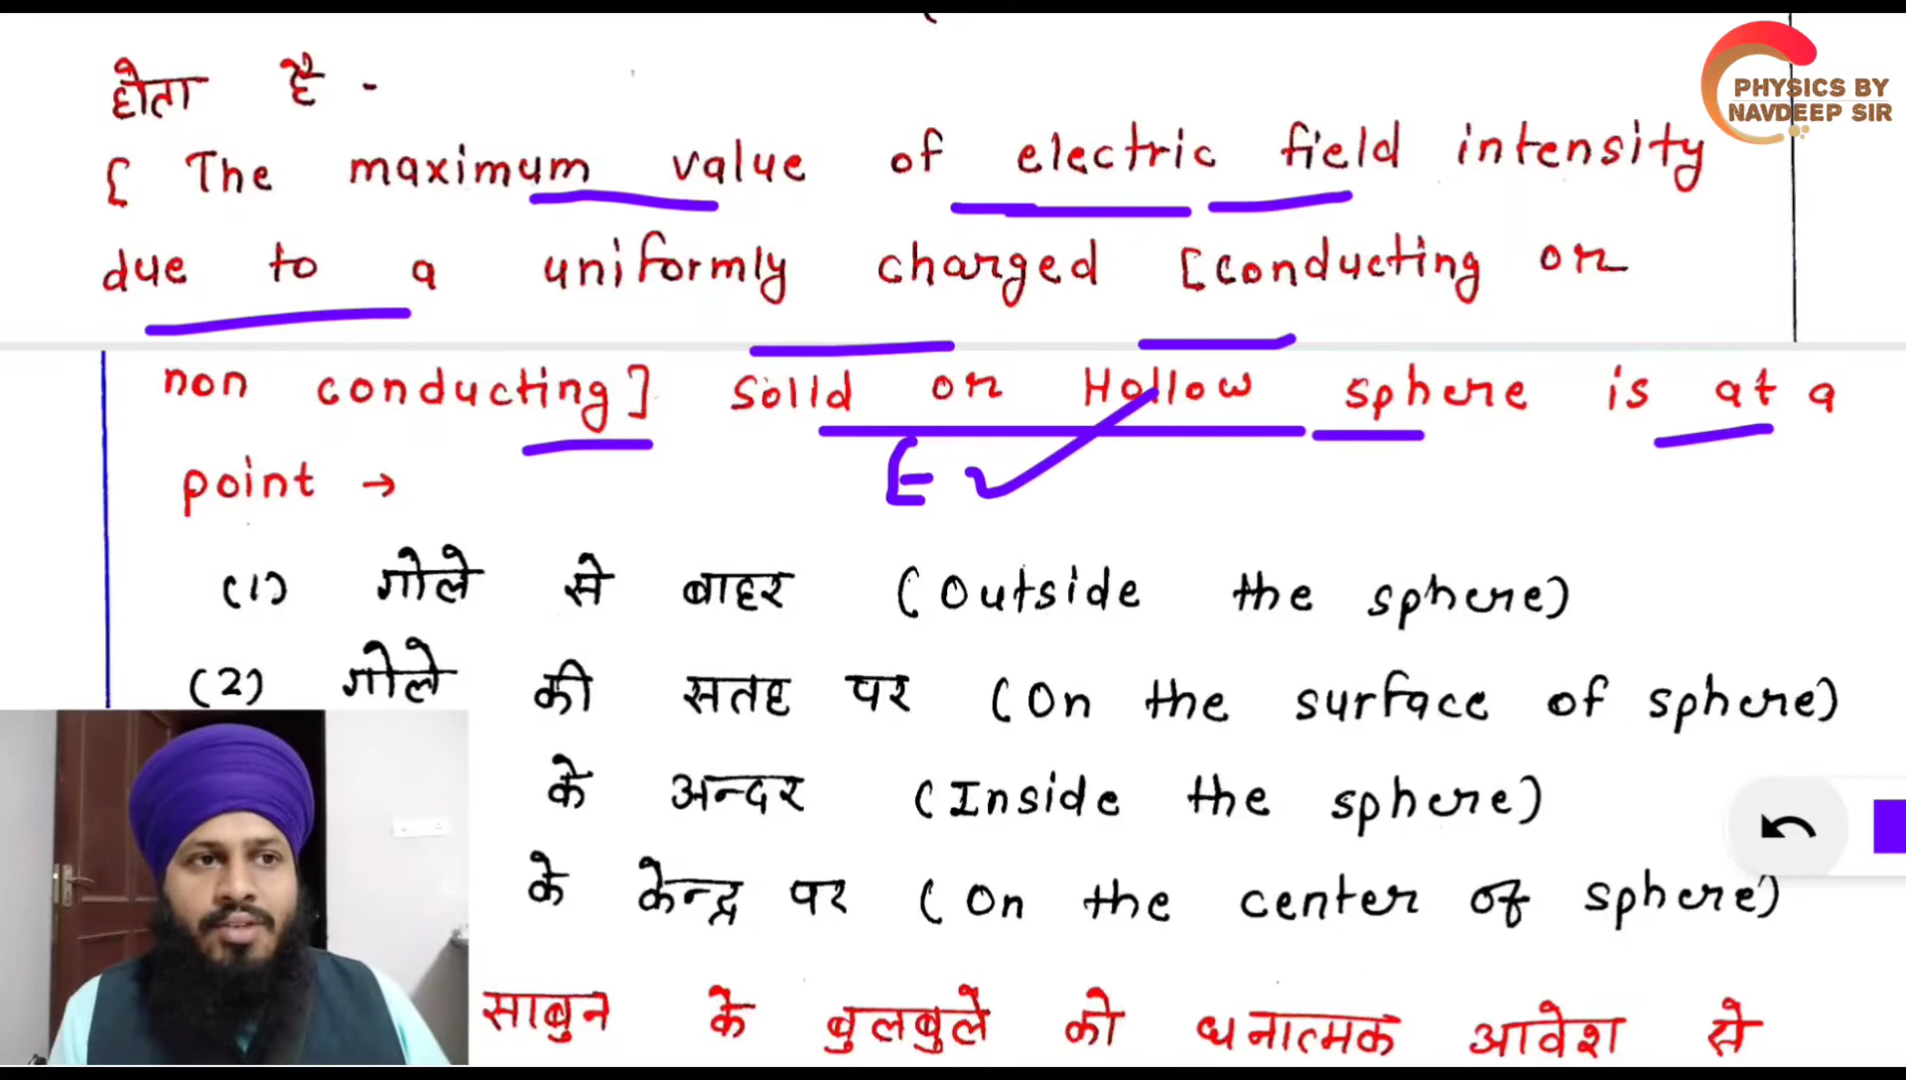 PHYSICS BY
NAVDEEP SIR
होता है -
[ The maximum value of electric field intensity
due to a uniformly charged [conducting or
non conducting] Solid or Hollow sphere is at a
point →
E
(1) गोले से बाहर (Outside the sphere)
(2) गोले की सतह पर (On the surface of sphere)
के अन्दर (Inside the sphere)
के केन्द्र पर (On the center of sphere)
साबुन के बुलबुले को धनात्मक आवेश से